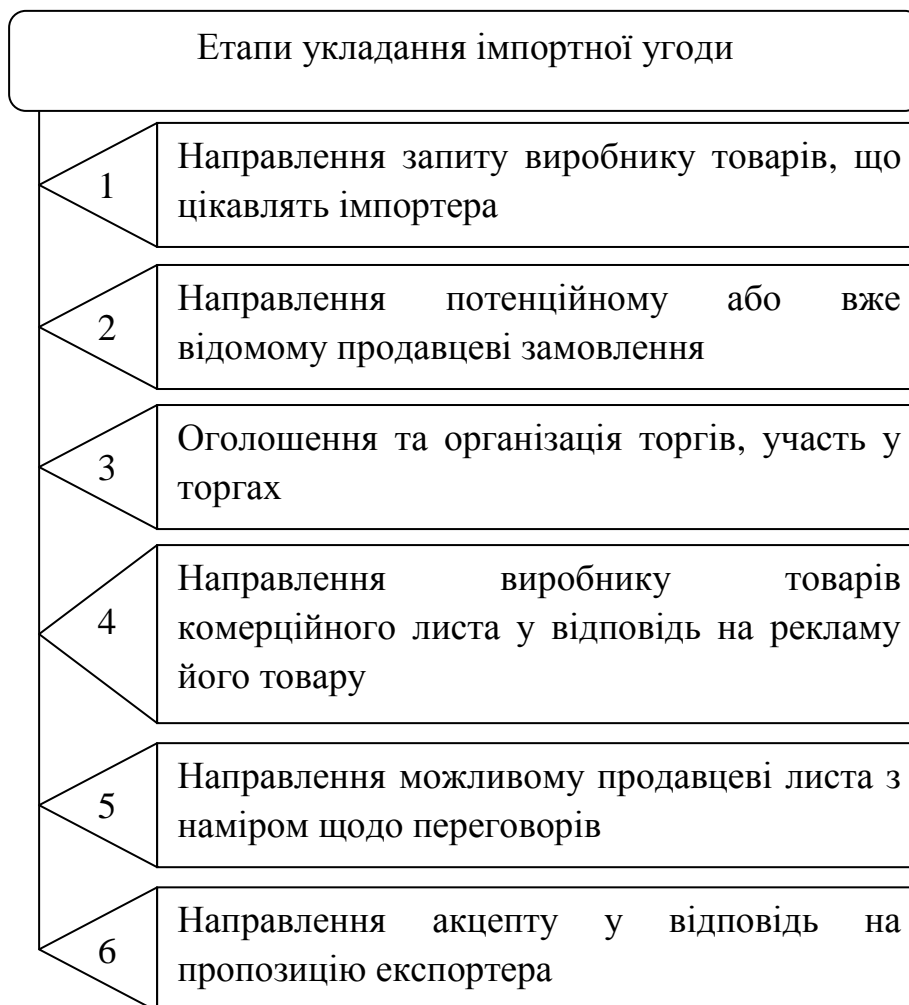 Етапи укладання імпортної угоди
1
Направлення запиту виробнику товарів, що
цікавлять імпортера
2
Направлення потенційному або вже
відомому продавцеві замовлення
3
Оголошення та організація торгів, участь у
торгах
4
Направлення виробнику товарів
комерційного листа у відповідь на рекламу
його товару
5
Направлення можливому продавцеві листа з
наміром щодо переговорів
6
Направлення акцепту у відповідь на
пропозицію експортера